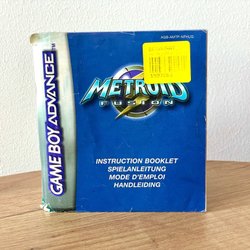 GAME BOY ADVANCE
METROID
FUSION
INSTRUCTION BOOKLET
SPIELANLEITUNG
MODE D'EMPLOI
HANDLEIDING